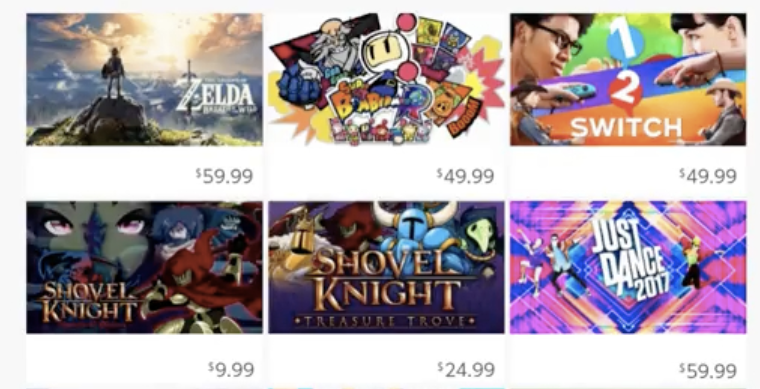 THE LEGEND OF
ZELDA
BREATH OF THE WILD
$59.99
SUPER
BOMBERMAN
R
$49.99
1
2
SWITCH
$49.99
SHOVEL
KNIGHT
$9.99
SHOVEL
KNIGHT
TREASURE TROVE
$24.99
JUST
DANCE
2017
$59.99